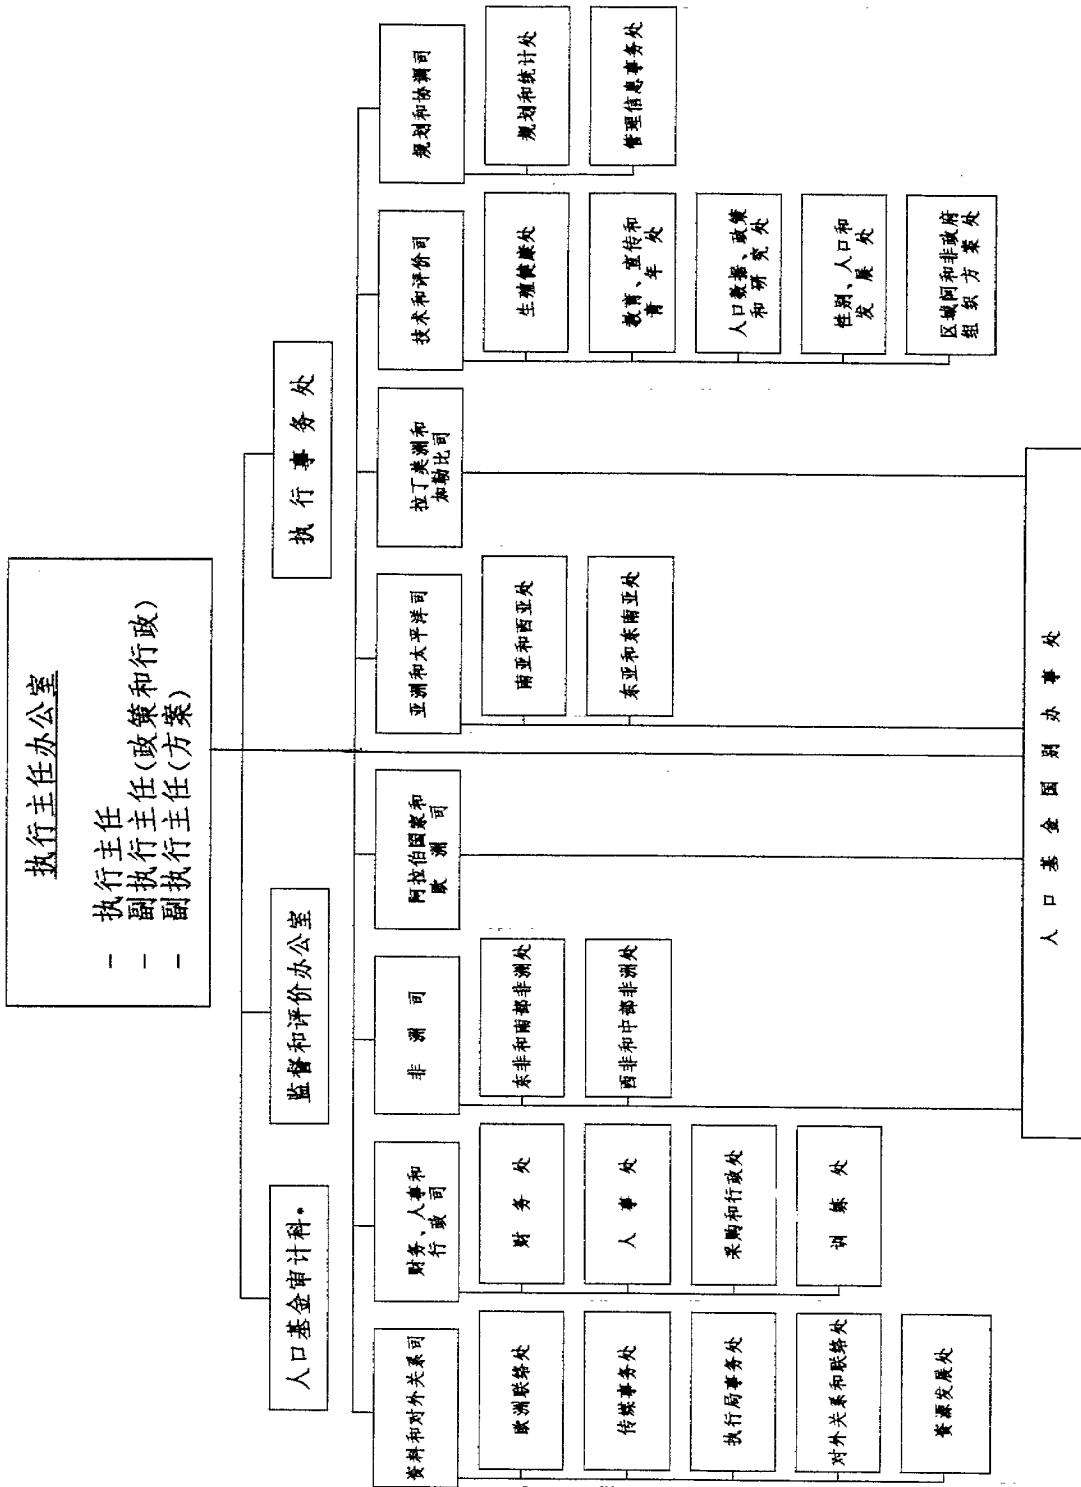 执行主任办公室
- 执行主任
- 副执行主任(政策和行政)
- 副执行主任(方案)
人口基金审计科*
监督和评价办公室
执行事务处
资料和对外关系司
财务、人事和
行政司
非洲司
阿拉伯国家和
欧洲司
亚洲和太平洋司
拉丁美洲和
加勒比司
技术和评价司
规划和协调司
欧洲联络处
传媒事务处
执行局事务处
对外关系和联络处
资源发展处
财务处
人事处
采购和行政处
训练处
东非和南部非洲处
西非和中部非洲处
南亚和西亚处
东亚和东南亚处
生殖健康处
教育、宣传和
青年处
人口数据、政策
和研究处
性别、人口和
发展处
区域间和非政府
组织方案处
规划和统计处
管理信息事务处
人口基金国别办事处